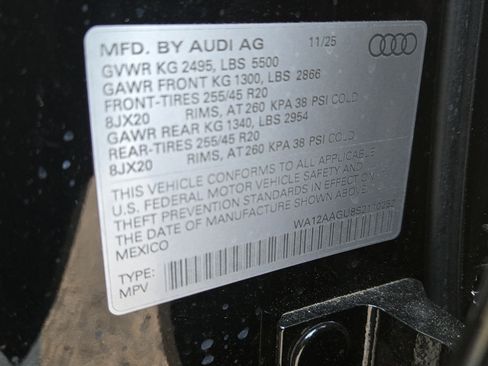 MFD. BY AUDI AG 11/25
GVWR KG 2495, LBS 5500
GAWR FRONT KG 1300, LBS 2866
FRONT-TIRES 255/45 R20
8JX20 RIMS, AT 260 KPA 38 PSI COLD
GAWR REAR KG 1340, LBS 2954
REAR-TIRES 255/45 R20
8JX20 RIMS, AT 260 KPA 38 PSI COLD
THIS VEHICLE CONFORMS TO ALL APPLICABLE
U.S. FEDERAL MOTOR VEHICLE SAFETY AND
THEFT PREVENTION STANDARDS IN EFFECT ON
THE DATE OF MANUFACTURE SHOWN ABOVE.
MEXICO
TYPE:
MPV